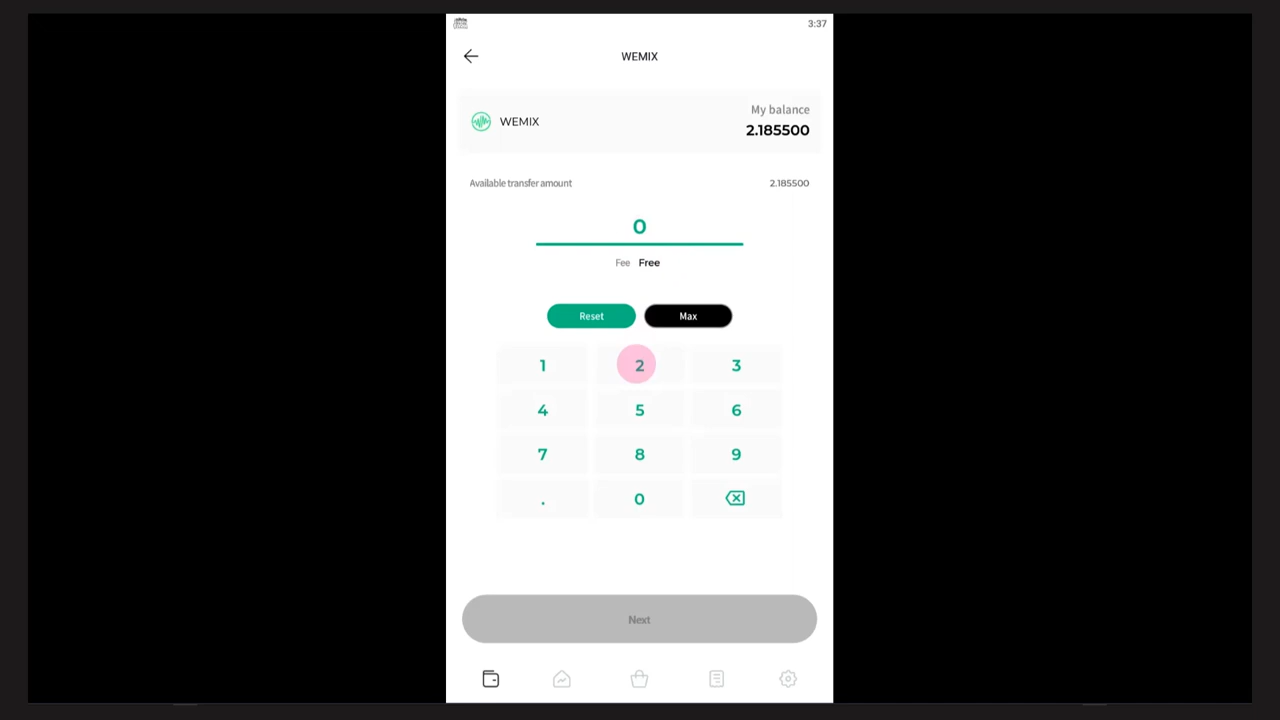 3:37
WEMIX
My balance
WEMIX
2.185500
Available transfer amount 2.185500
0
Fee Free
Reset Max
1 2 3
4 5 6
7 8 9
. 0
Next